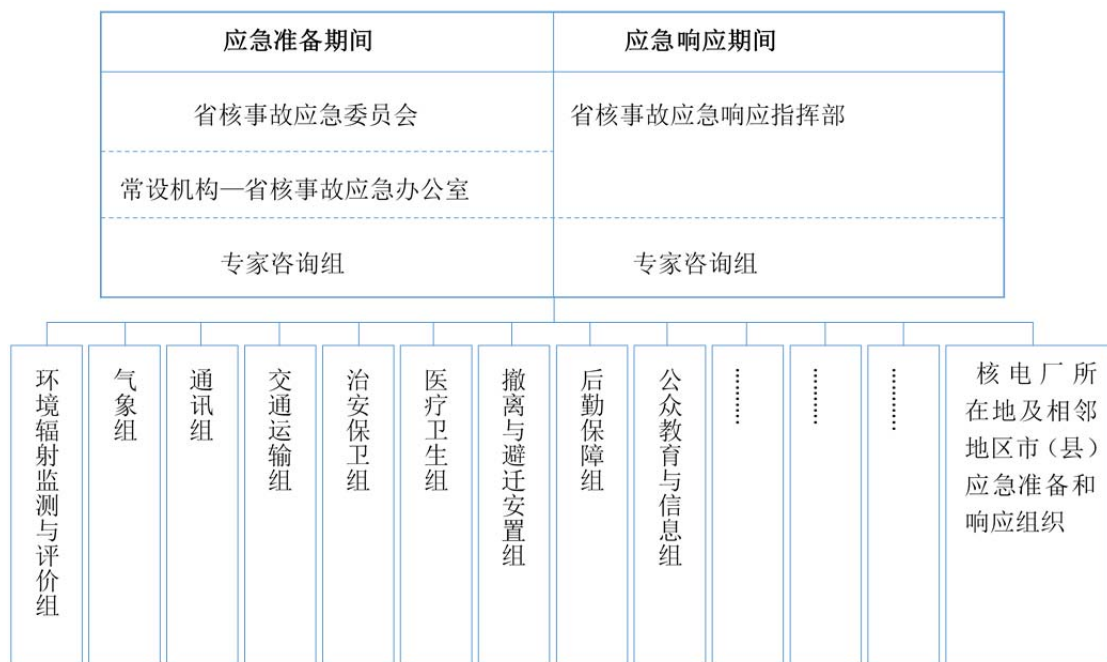 应急准备期间
应急响应期间
省核事故应急委员会
省核事故应急响应指挥部
常设机构—省核事故应急办公室
专家咨询组
专家咨询组
环境辐射监测与评价组
气象组
通讯组
交通运输组
治安保卫组
医疗卫生组
撤离与避迁安置组
后勤保障组
公众教育与信息组
………
………
………
核电厂所
在地及相邻
地区市（县）
应急准备和
响应组织